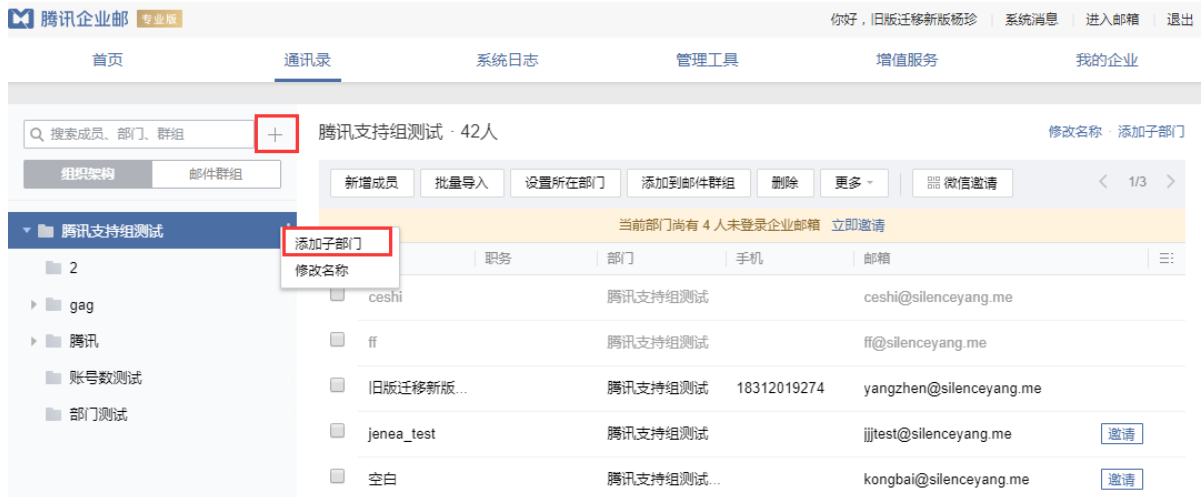 腾讯企业邮 专业版 你好，旧版迁移新版杨珍 系统消息 进入邮箱 退出
首页 通讯录 系统日志 管理工具 增值服务 我的企业
搜索成员、部门、群组 腾讯支持组测试 · 42人 修改名称 · 添加子部门
组织架构 邮件群组 新增成员 批量导入 设置所在部门 添加到邮件群组 删除 更多 微信邀请 1/3
当前部门尚有 4 人未登录企业邮箱 立即邀请
腾讯支持组测试
添加子部门
修改名称
职务 部门 手机 邮箱
2
gag
腾讯
账号数测试
部门测试
ceshi 腾讯支持组测试 ceshi@silenceyang.me
ff 腾讯支持组测试 ff@silenceyang.me
旧版迁移新版... 腾讯支持组测试 18312019274 yangzhen@silenceyang.me
jenea_test 腾讯支持组测试 jjjtest@silenceyang.me 邀请
空白 腾讯支持组测试... kongbai@silenceyang.me 邀请